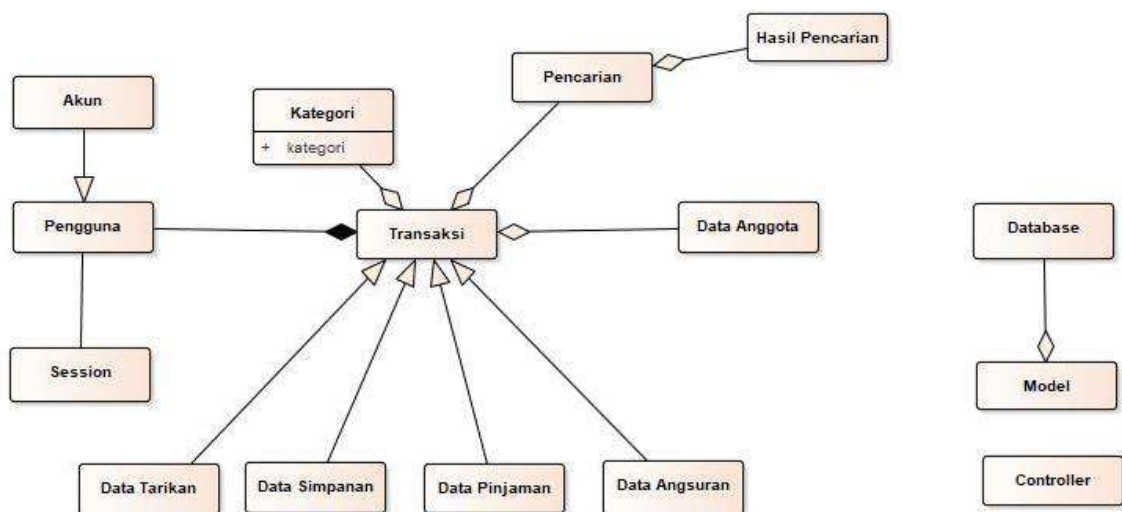 Hasil Pencarian
Pencarian
Akun
Kategori
+ kategori
Pengguna
Transaksi
Data Anggota
Database
Session
Model
Data Tarikan
Data Simpanan
Data Pinjaman
Data Angsuran
Controller